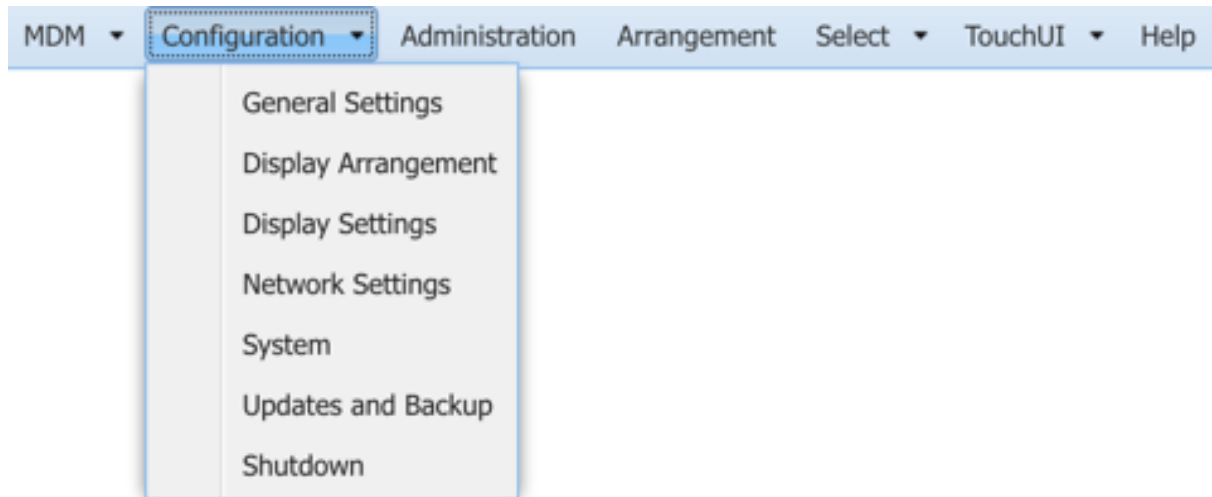 MDM Configuration Administration Arrangement Select TouchUI Help
General Settings
Display Arrangement
Display Settings
Network Settings
System
Updates and Backup
Shutdown